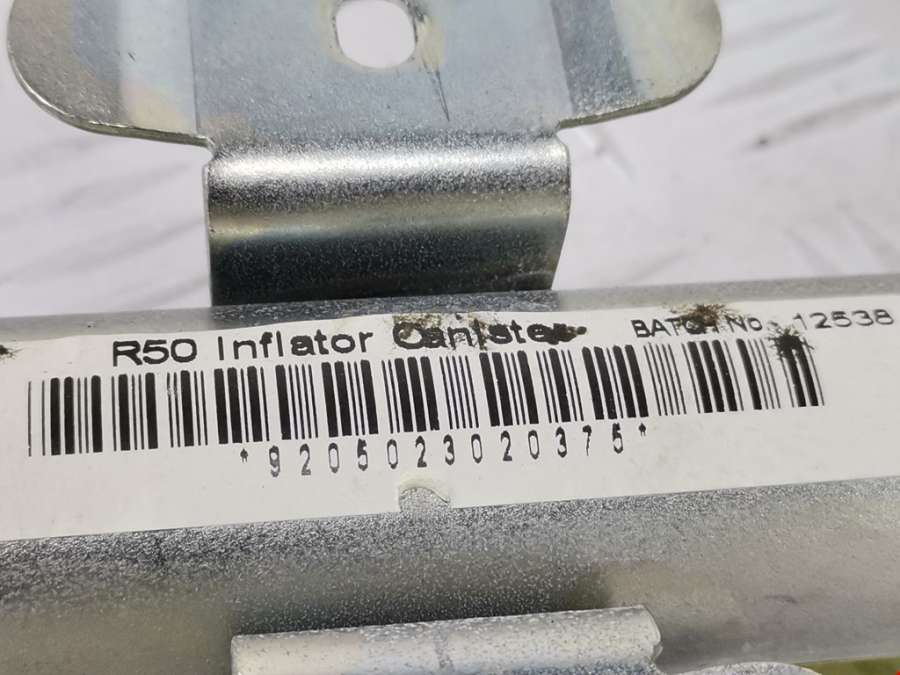 R50 Inflator Canister BATCH No. 12538
*9205023020375*